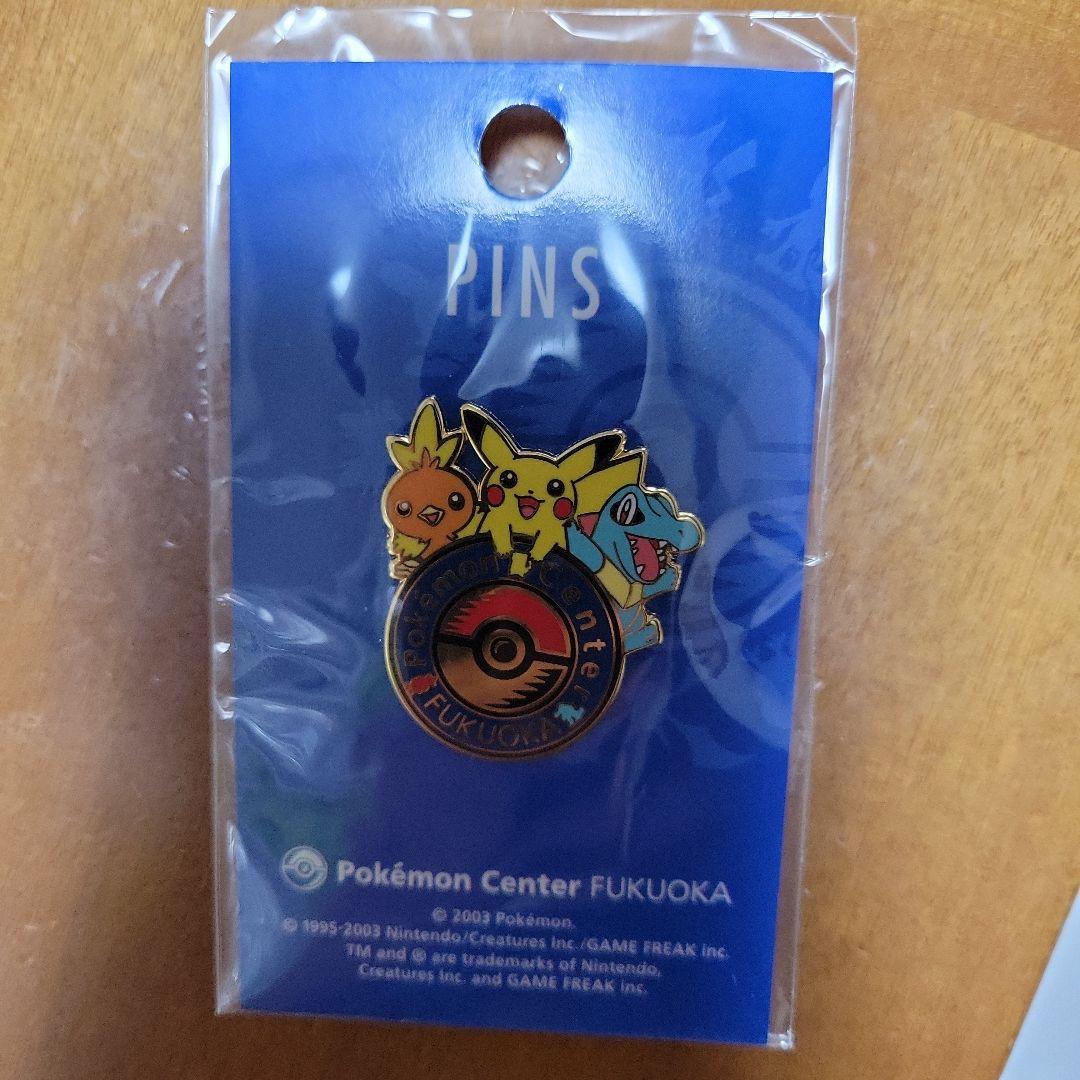 PINS
Pokémon Center
FUKUOKA
Pokémon Center FUKUOKA
© 2003 Pokémon.
© 1995-2003 Nintendo/Creatures Inc./GAME FREAK inc.
TM and ® are trademarks of Nintendo,
Creatures Inc. and GAME FREAK inc.